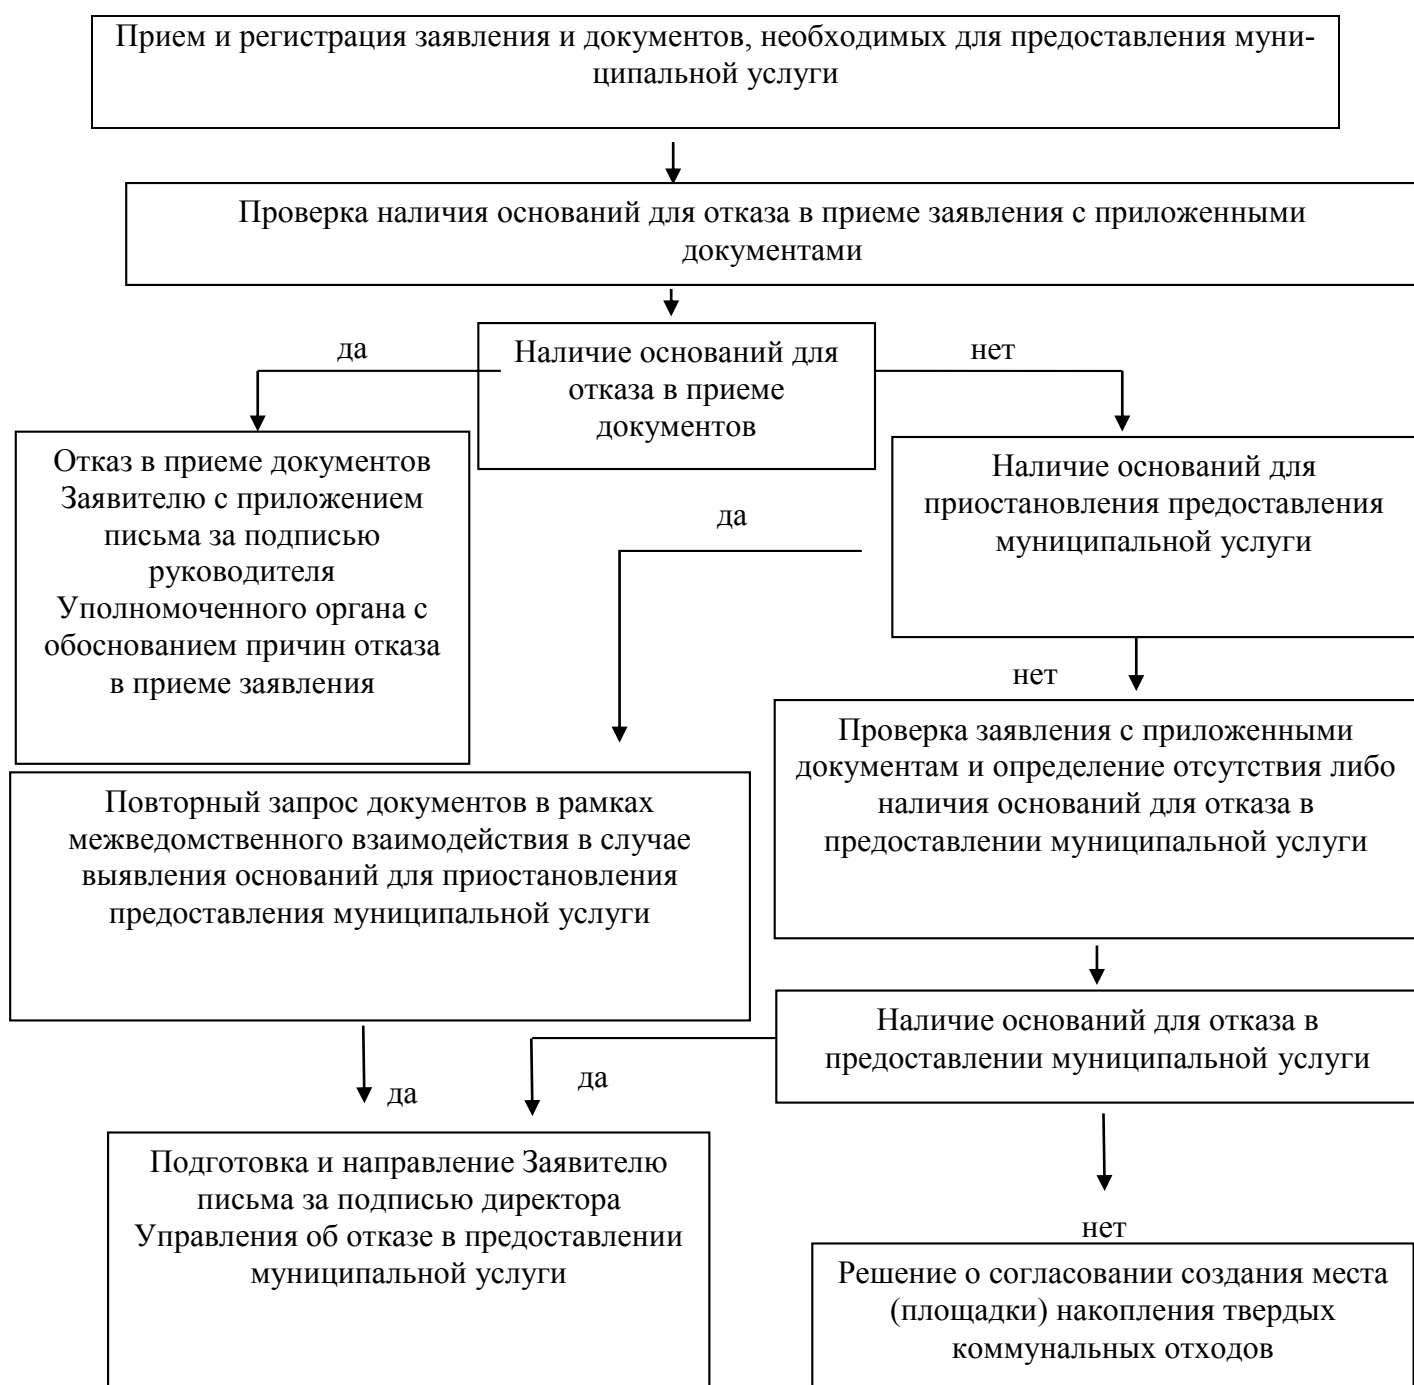 Прием и регистрация заявления и документов, необходимых для предоставления муни-
ципальной услуги
Проверка наличия оснований для отказа в приеме заявления с приложенными
документами
да
Наличие оснований для
отказа в приеме
документов
нет
Отказ в приеме документов
Заявителю с приложением
письма за подписью
руководителя
Уполномоченного органа с
обоснованием причин отказа
в приеме заявления
Наличие оснований для
приостановления предоставления
муниципальной услуги
да
нет
Проверка заявления с приложенными
документам и определение отсутствия либо
наличия оснований для отказа в
предоставлении муниципальной услуги
Повторный запрос документов в рамках
межведомственного взаимодействия в случае
выявления оснований для приостановления
предоставления муниципальной услуги
Наличие оснований для отказа в
предоставлении муниципальной услуги
да
да
Подготовка и направление Заявителю
письма за подписью директора
Управления об отказе в предоставлении
муниципальной услуги
нет
Решение о согласовании создания места
(площадки) накопления твердых
коммунальных отходов